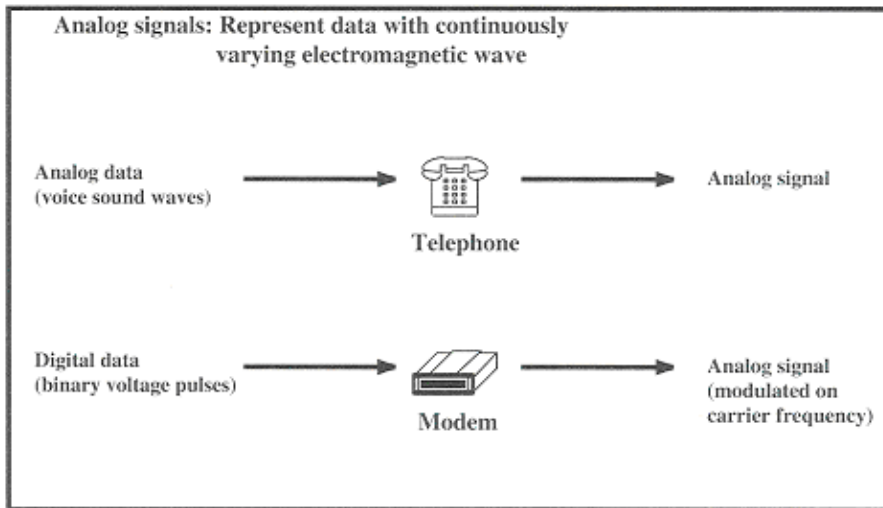 Analog signals: Represent data with continuously
varying electromagnetic wave
Analog data
(voice sound waves)
Telephone
Analog signal
Digital data
(binary voltage pulses)
Modem
Analog signal
(modulated on
carrier frequency)